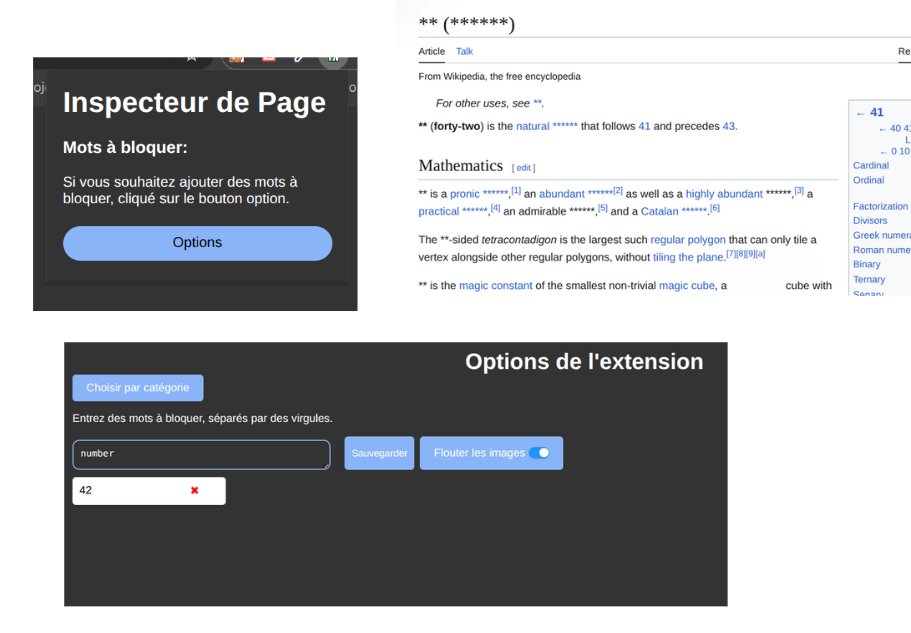 ** (******)
Article Talk
Re
From Wikipedia, the free encyclopedia
For other uses, see **.
** (forty-two) is the natural ****** that follows 41 and precedes 43.
Mathematics [ edit ]
** is a pronic ******,[1] an abundant ******[2] as well as a highly abundant ******,[3] a
practical ******,[4] an admirable ******,[5] and a Catalan ******.[6]
The **-sided tetracontadigon is the largest such regular polygon that can only tile a
vertex alongside other regular polygons, without tiling the plane.[7][8][9][a]
** is the magic constant of the smallest non-trivial magic cube, a cube with
← 41
← 40 41
L
← 0 10
Cardinal
Ordinal
Factorization
Divisors
Greek numera
Roman nume
Binary
Ternary
Senary
Inspecteur de Page
Mots à bloquer:
Si vous souhaitez ajouter des mots à
bloquer, cliqué sur le bouton option.
Options
Options de l'extension
Choisir par catégorie
Entrez des mots à bloquer, séparés par des virgules.
number
Sauvegarder
Flouter les images
42